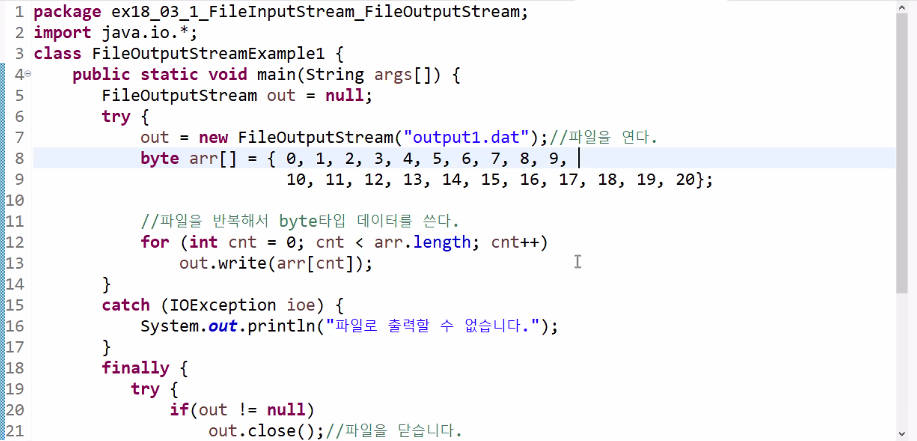 1 package ex18_03_1_FileInputStream_FileOutputStream;
2 import java.io.*;
3 class FileOutputStreamExample1 {
4 public static void main(String args[]) {
5 FileOutputStream out = null;
6 try {
7 out = new FileOutputStream("output1.dat");//파일을 연다.
8 byte arr[] = { 0, 1, 2, 3, 4, 5, 6, 7, 8, 9,
9 10, 11, 12, 13, 14, 15, 16, 17, 18, 19, 20};
10
11 //파일을 반복해서 byte타입 데이터를 쓴다.
12 for (int cnt = 0; cnt < arr.length; cnt++)
13 out.write(arr[cnt]);
14 }
15 catch (IOException ioe) {
16 System.out.println("파일로 출력할 수 없습니다.");
17 }
18 finally {
19 try {
20 if(out != null)
21 out.close();//파일을 닫습니다.